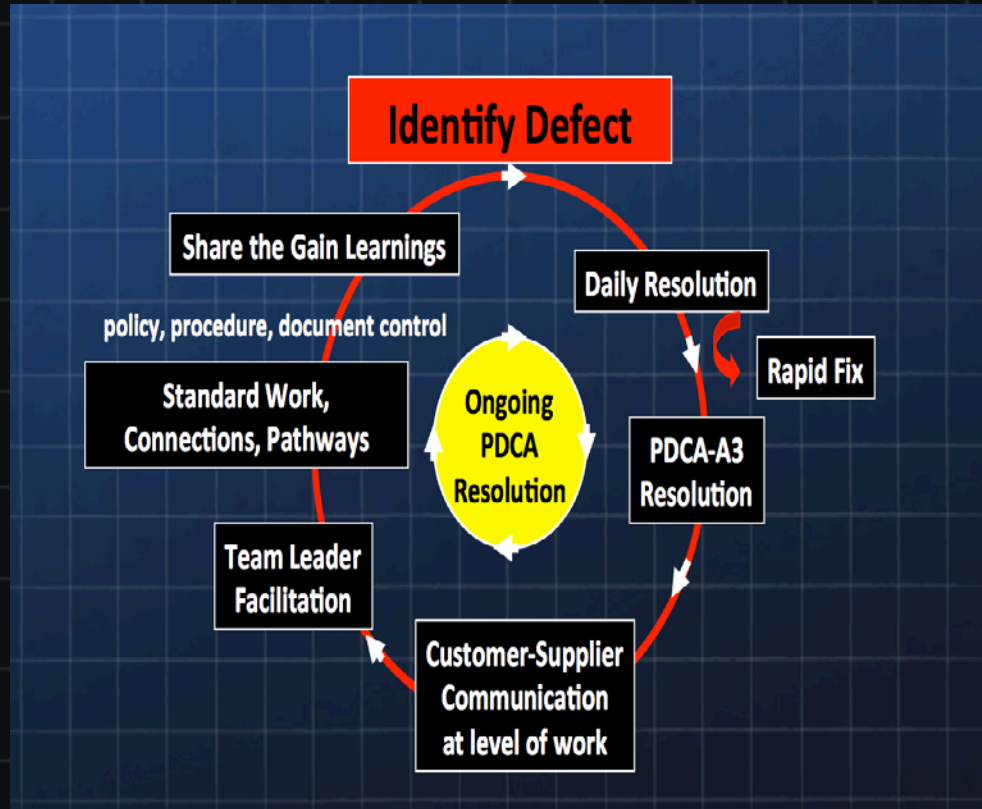 Identify Defect
Share the Gain Learnings
Daily Resolution
policy, procedure, document control
Rapid Fix
Standard Work,
Connections, Pathways
Ongoing
PDCA
Resolution
PDCA-A3
Resolution
Team Leader
Facilitation
Customer-Supplier
Communication
at level of work